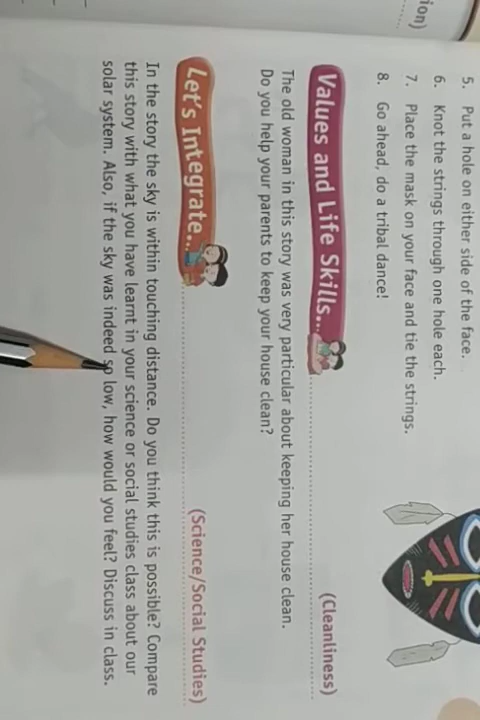 ion)
5. Put a hole on either side of the face.
6. Knot the strings through one hole each.
7. Place the mask on your face and tie the strings.
8. Go ahead, do a tribal dance!
Values and Life Skills...
(Cleanliness)
The old woman in this story was very particular about keeping her house clean.
Do you help your parents to keep your house clean?
Let's Integrate...
(Science/Social Studies)
In the story the sky is within touching distance. Do you think this is possible? Compare
this story with what you have learnt in your science or social studies class about our
solar system. Also, if the sky was indeed so low, how would you feel? Discuss in class.